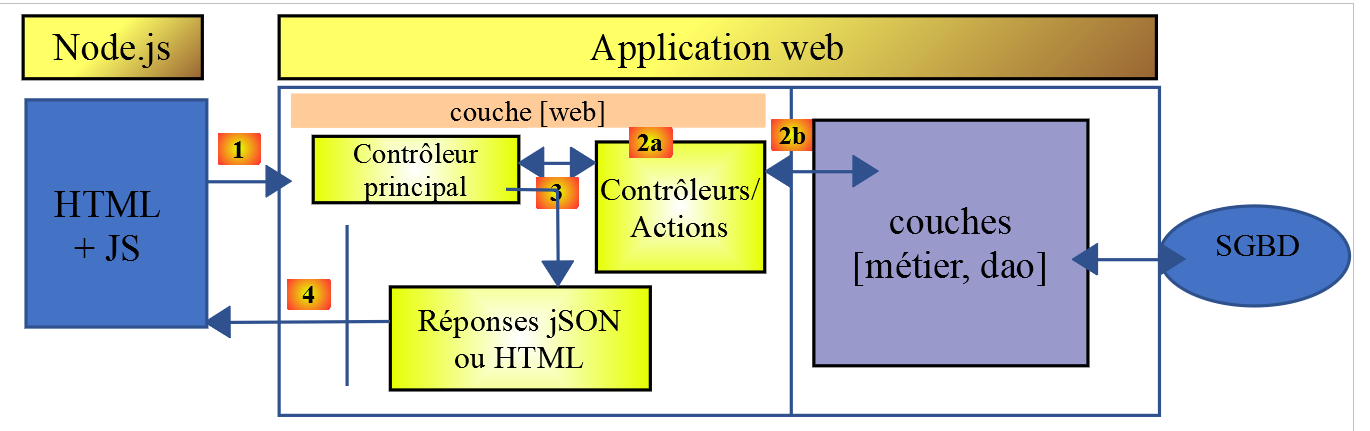 Node.js
Application web
couche [web]
1
HTML
+ JS
Contrôleur
principal
2a
2b
3
Contrôleurs/
Actions
couches
[métier, dao]
SGBD
4
Réponses jSON
ou HTML